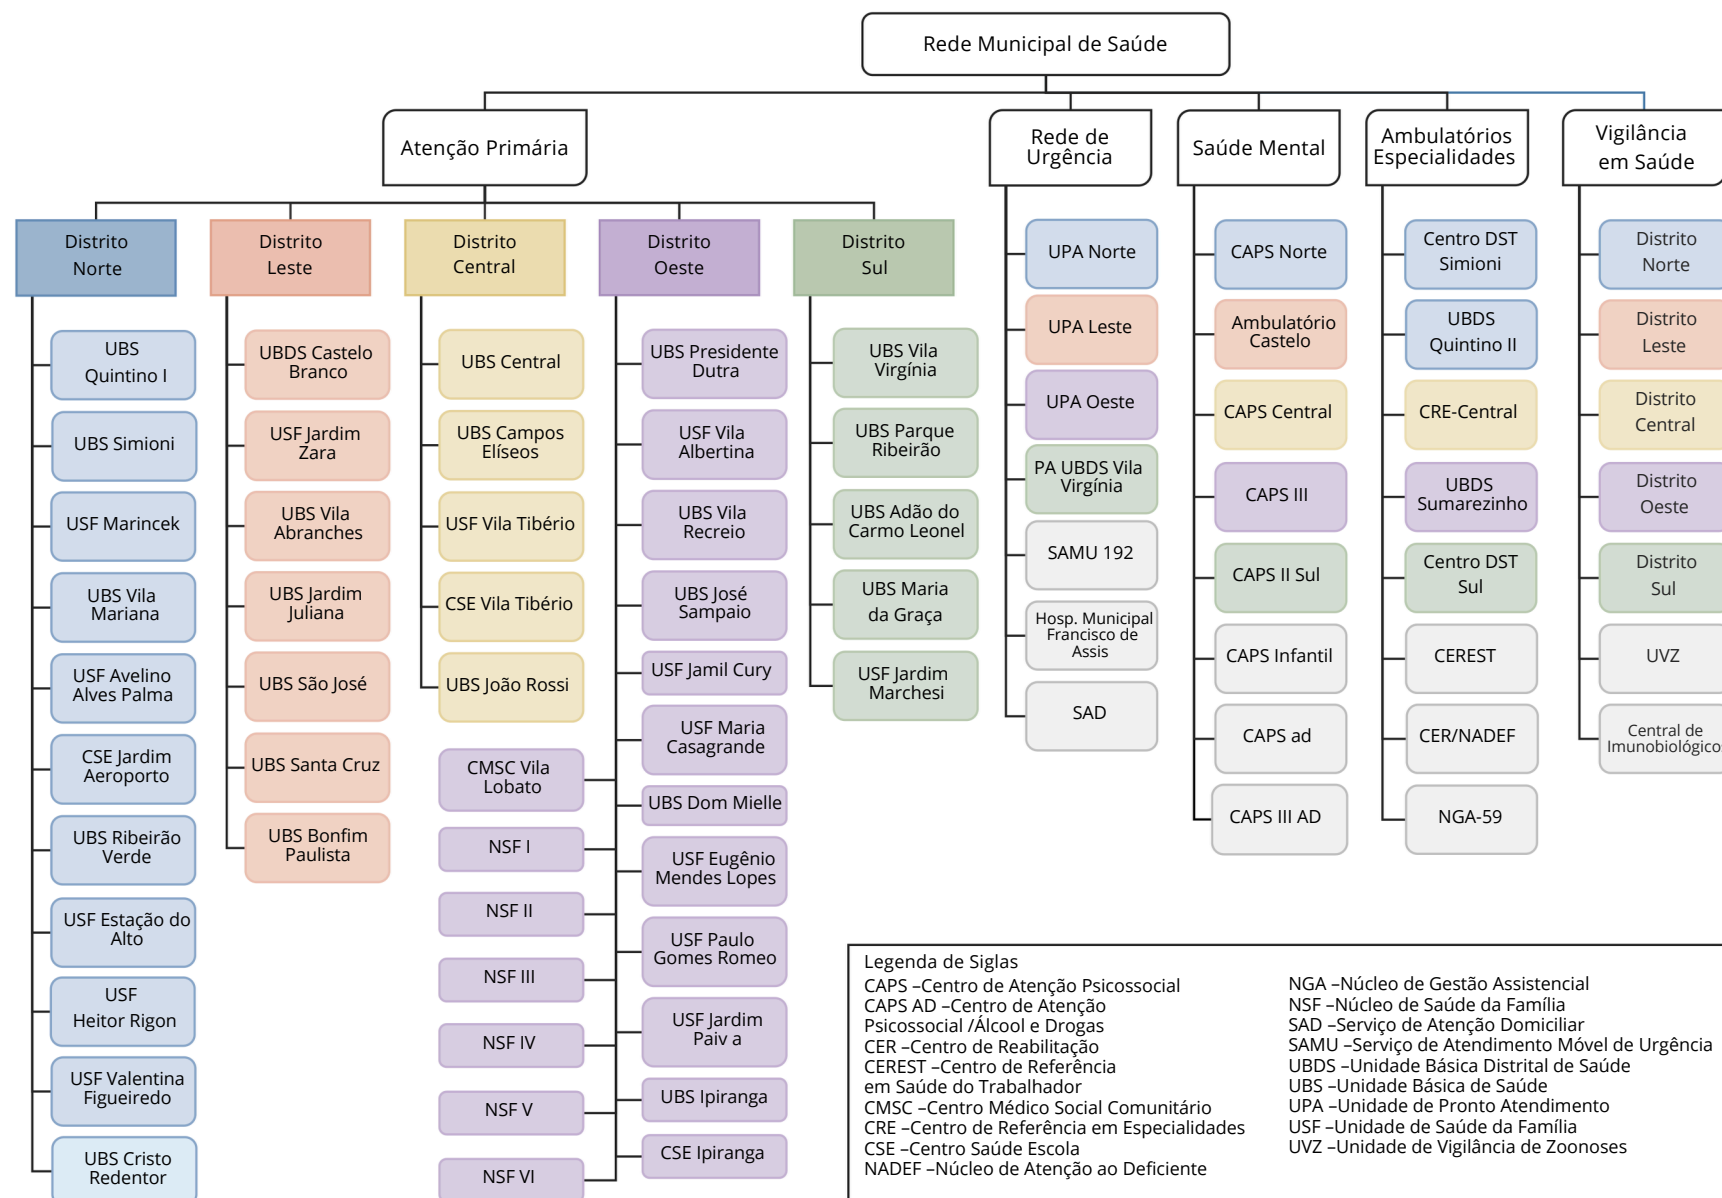 Rede Municipal de Saúde
Atenção Primária
Rede de
Urgência
Saúde Mental
Ambulatórios
Especialidades
Vigilância
em Saúde
Distrito
Norte
Distrito
Leste
Distrito
Central
Distrito
Oeste
Distrito
Sul
UBS
Quintino I
UBS Simioni
USF Marincek
UBS Vila
Mariana
USF Avelino
Alves Palma
CSE Jardim
Aeroporto
UBS Ribeirão
Verde
USF Estação do
Alto
USF
Heitor Rigon
USF Valentina
Figueiredo
UBS Cristo
Redentor
UBDS Castelo
Branco
USF Jardim
Zara
UBS Vila
Abranches
UBS Jardim
Juliana
UBS São José
UBS Santa Cruz
UBS Bonfim
Paulista
UBS Central
UBS Campos
Elíseos
USF Vila Tibério
CSE Vila Tibério
UBS João Rossi
CMSC Vila
Lobato
NSF I
NSF II
NSF III
NSF IV
NSF V
NSF VI
UBS Presidente
Dutra
USF Vila
Albertina
UBS Vila
Recreio
UBS José
Sampaio
USF Jamil Cury
USF Maria
Casagrande
UBS Dom Mielle
USF Eugênio
Mendes Lopes
USF Paulo
Gomes Romeo
USF Jardim
Paiv a
UBS Ipiranga
CSE Ipiranga
UBS Vila
Virgínia
UBS Parque
Ribeirão
UBS Adão do
Carmo Leonel
UBS Maria
da Graça
USF Jardim
Marchesi
UPA Norte
UPA Leste
UPA Oeste
PA UBDS Vila
Virgínia
SAMU 192
Hosp. Municipal
Francisco de
Assis
SAD
CAPS Norte
Ambulatório
Castelo
CAPS Central
CAPS III
CAPS II Sul
CAPS Infantil
CAPS ad
CAPS III AD
Centro DST
Simioni
UBDS
Quintino II
CRE-Central
UBDS
Sumarezinho
Centro DST
Sul
CEREST
CER/NADEF
NGA-59
Distrito
Norte
Distrito
Leste
Distrito
Central
Distrito
Oeste
Distrito
Sul
UVZ
Central de
Imunobiológicos
Legenda de Siglas
CAPS –Centro de Atenção Psicossocial
CAPS AD –Centro de Atenção
Psicossocial /Álcool e Drogas
CER –Centro de Reabilitação
CEREST –Centro de Referência
em Saúde do Trabalhador
CMSC –Centro Médico Social Comunitário
CRE –Centro de Referência em Especialidades
CSE –Centro Saúde Escola
NADEF –Núcleo de Atenção ao Deficiente
NGA –Núcleo de Gestão Assistencial
NSF –Núcleo de Saúde da Família
SAD –Serviço de Atenção Domiciliar
SAMU –Serviço de Atendimento Móvel de Urgência
UBDS –Unidade Básica Distrital de Saúde
UBS –Unidade Básica de Saúde
UPA –Unidade de Pronto Atendimento
USF –Unidade de Saúde da Família
UVZ –Unidade de Vigilância de Zoonoses